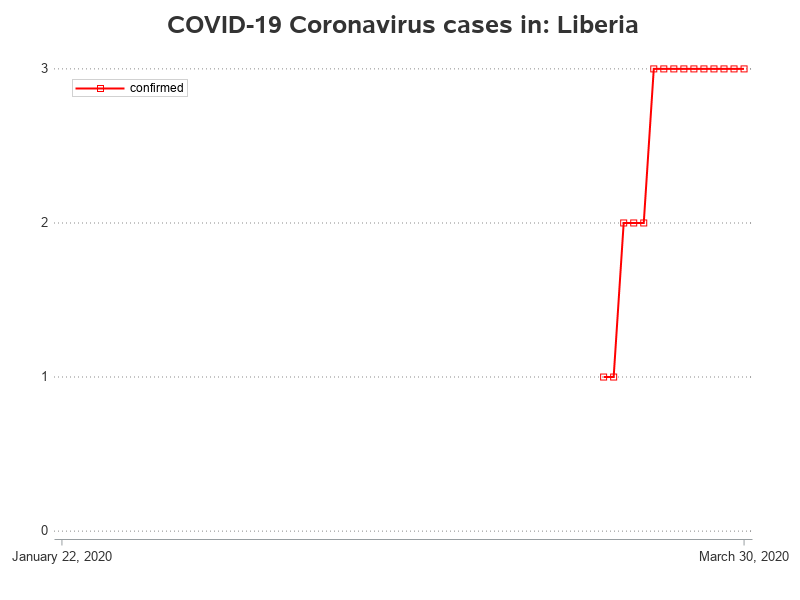 COVID-19 Coronavirus cases in: Liberia
3
confirmed
2
1
0
January 22, 2020
March 30, 2020